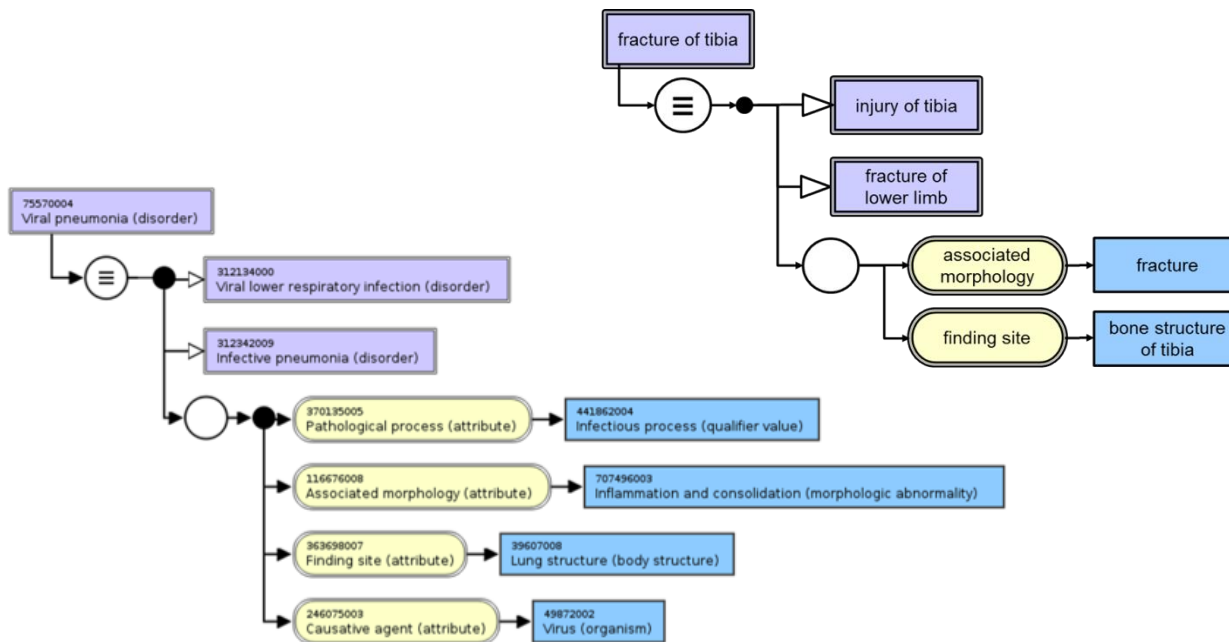 fracture of tibia
injury of tibia
fracture of
lower limb
associated
morphology
fracture
finding site
bone structure
of tibia
75570004
Viral pneumonia (disorder)
312134000
Viral lower respiratory infection (disorder)
312342009
Infective pneumonia (disorder)
370135005
Pathological process (attribute)
441862004
Infectious process (qualifier value)
116676008
Associated morphology (attribute)
707496003
Inflammation and consolidation (morphologic abnormality)
363698007
Finding site (attribute)
39607008
Lung structure (body structure)
246075003
Causative agent (attribute)
49872002
Virus (organism)